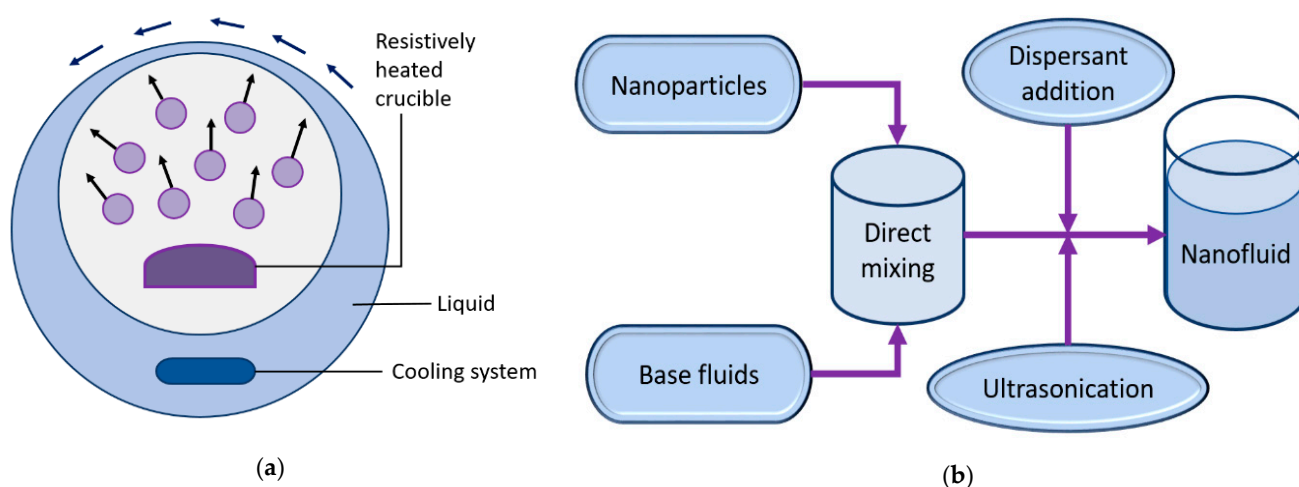 Resistively
heated
crucible
Liquid
Cooling system
(a)
Nanoparticles
Base fluids
Direct
mixing
Dispersant
addition
Ultrasonication
Nanofluid
(b)